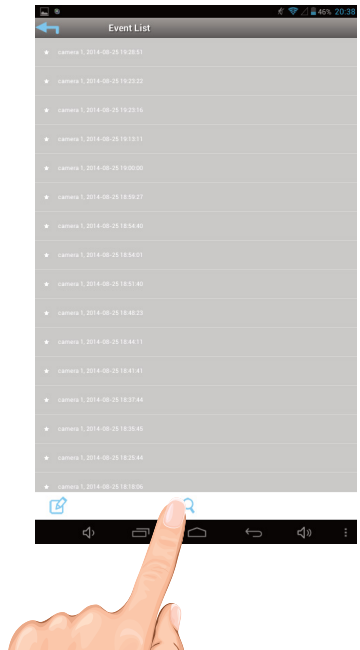 46% 20:38
Event List
camera 1, 2014-08-25 19:28:51
camera 1, 2014-08-25 19:23:22
camera 1, 2014-08-25 19:23:16
camera 1, 2014-08-25 19:13:11
camera 1, 2014-08-25 19:00:00
camera 1, 2014-08-25 18:59:27
camera 1, 2014-08-25 18:54:40
camera 1, 2014-08-25 18:54:01
camera 1, 2014-08-25 18:51:40
camera 1, 2014-08-25 18:48:23
camera 1, 2014-08-25 18:44:11
camera 1, 2014-08-25 18:41:41
camera 1, 2014-08-25 18:37:44
camera 1, 2014-08-25
camera 1, 2014-08-25 18:25:44
camera 1, 2014-08-25 18:18:06